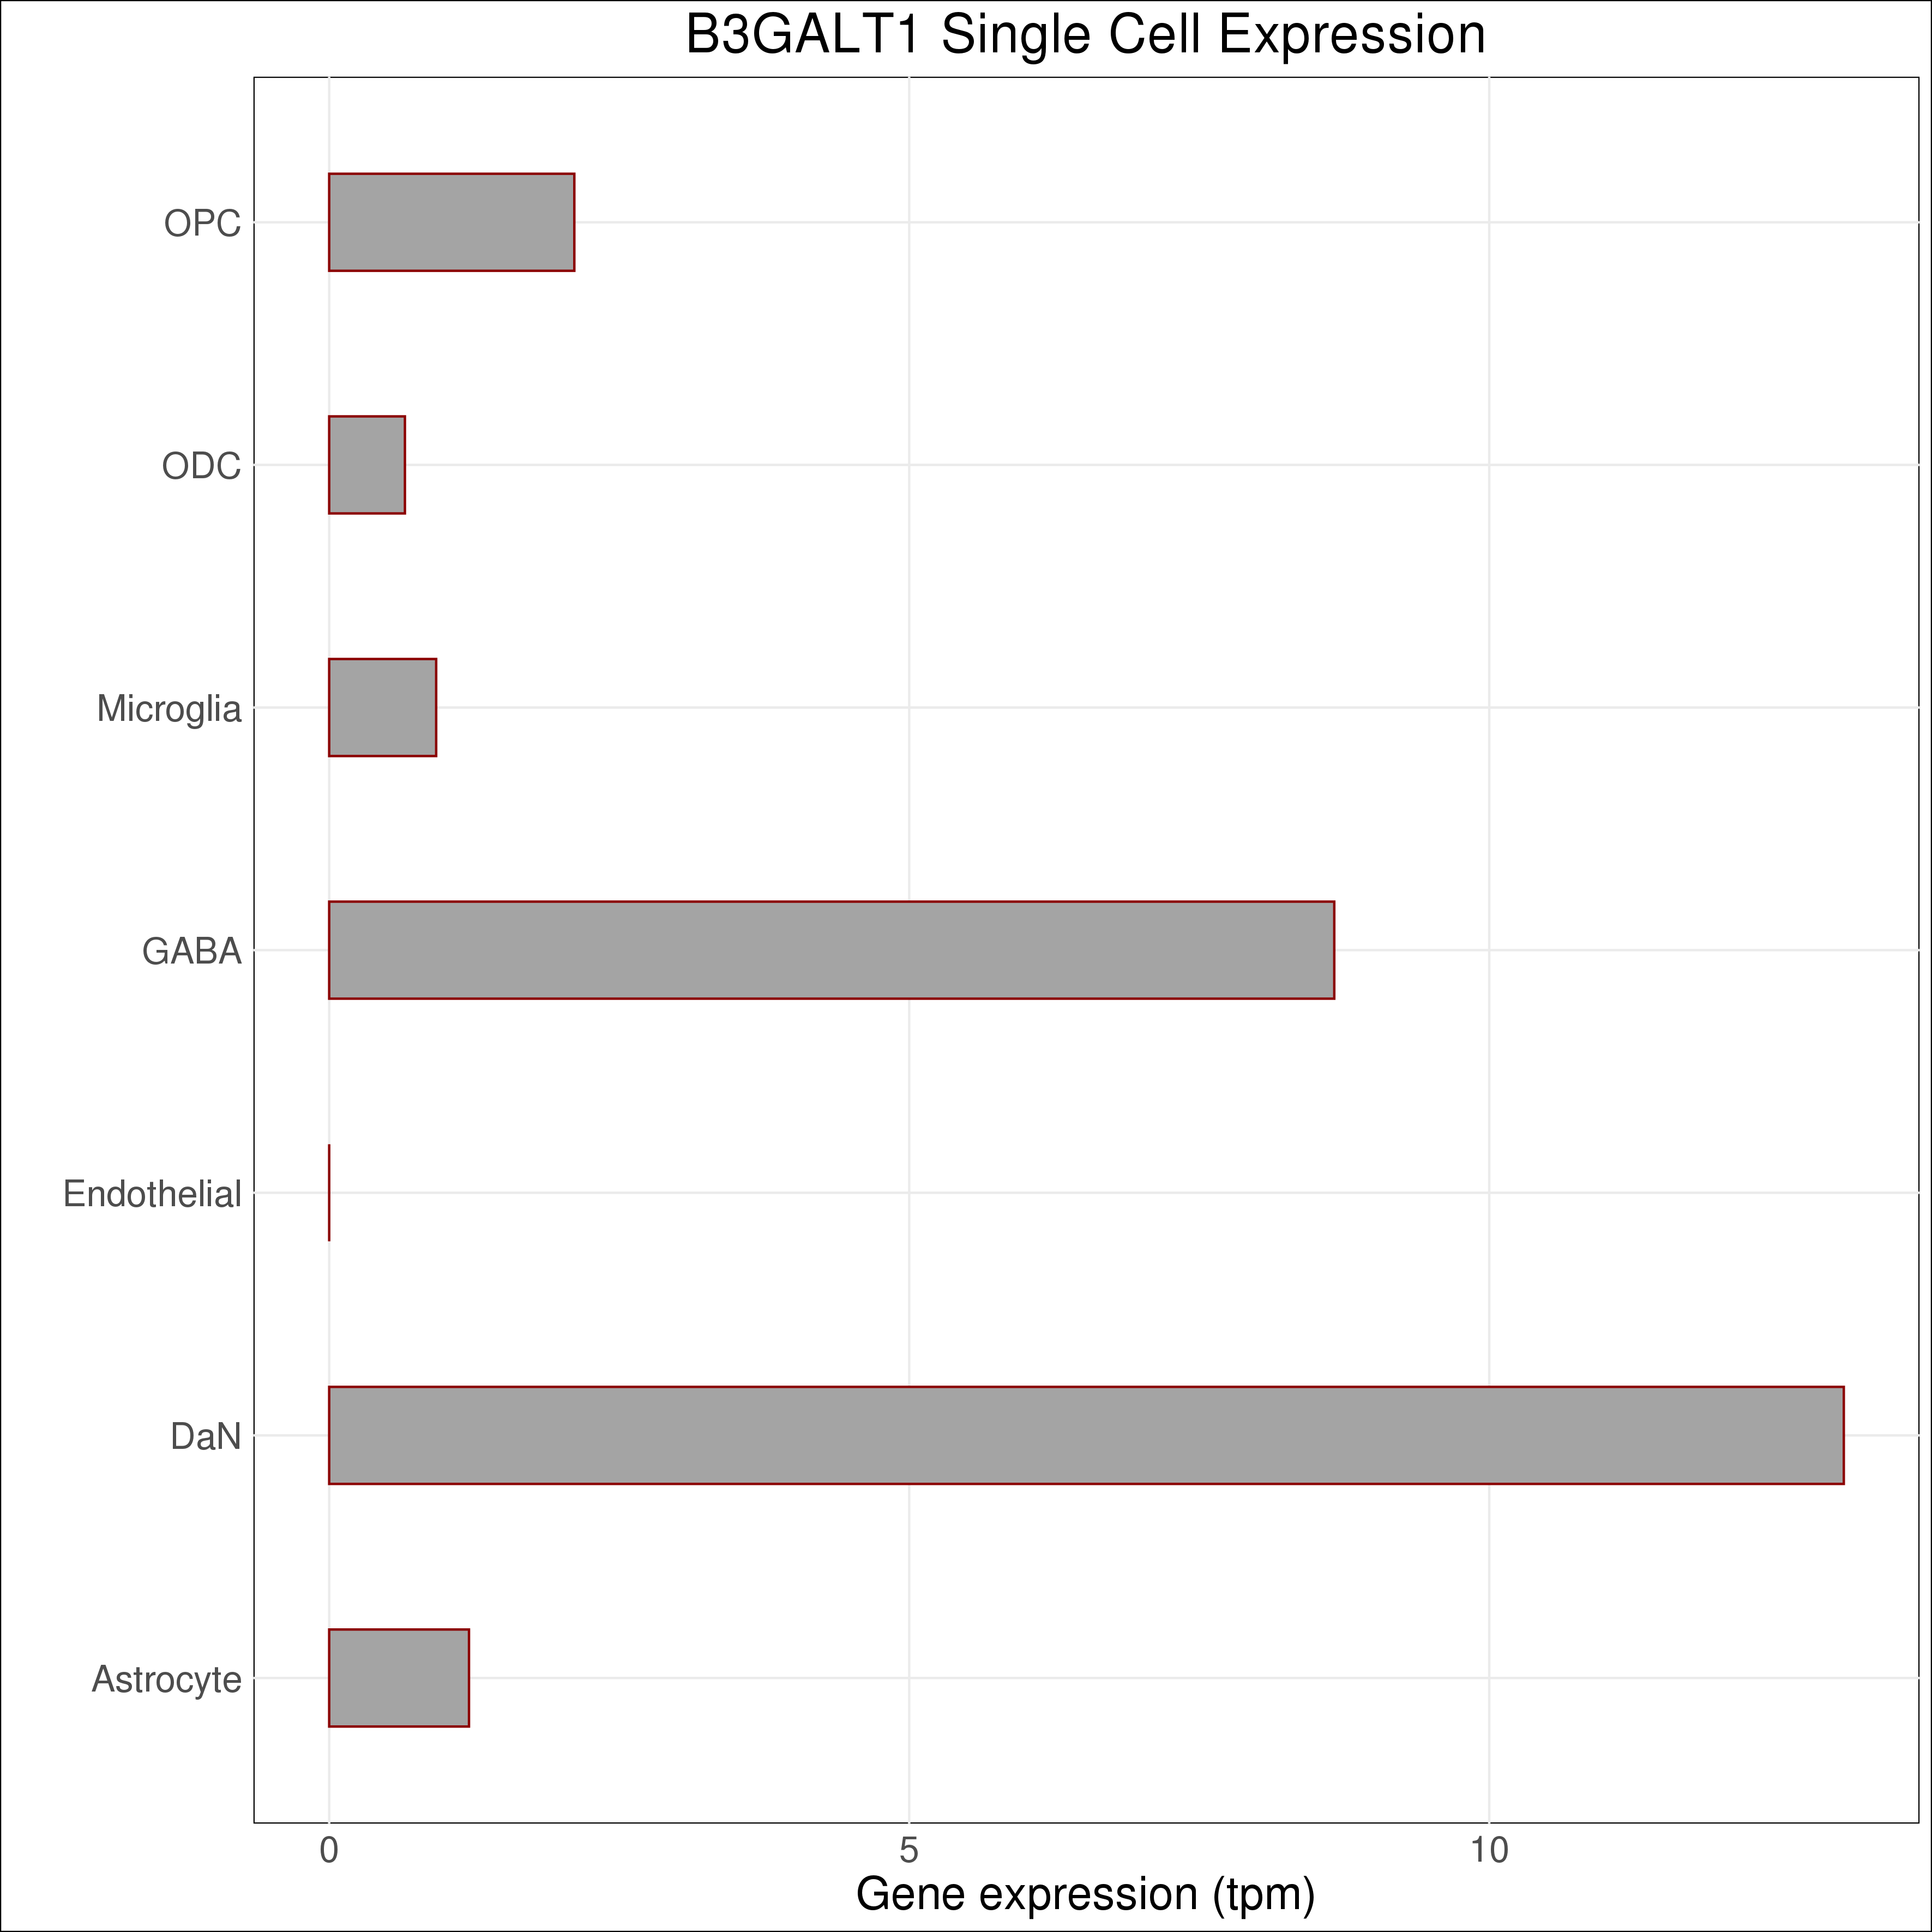 B3GALT1 Single Cell Expression
OPC
ODC
Microglia
GABA
Endothelial
DaN
Astrocyte
0 5 10
Gene expression (tpm)